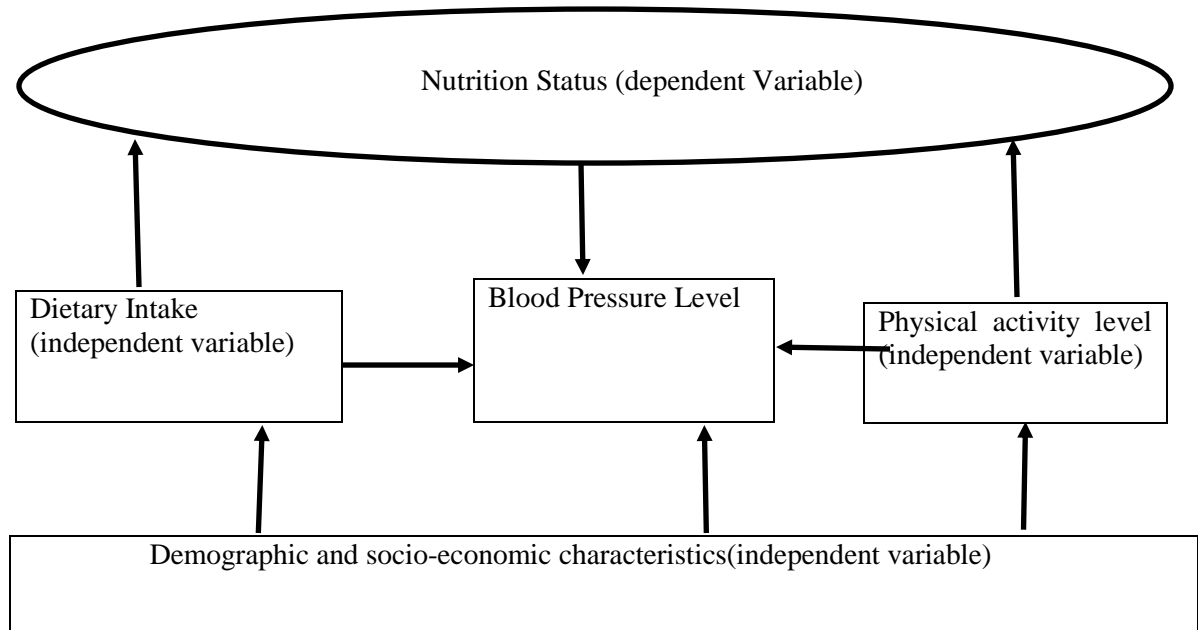 Nutrition Status (dependent Variable)
Dietary Intake
(independent variable)
Blood Pressure Level
Physical activity level
(independent variable)
Demographic and socio-economic characteristics(independent variable)